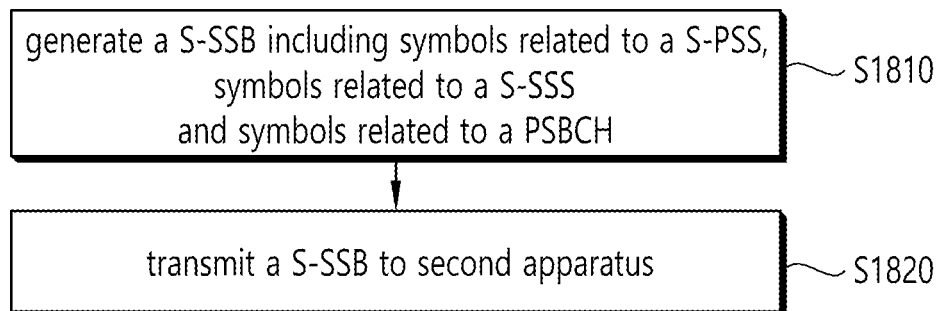 generate a S-SSB including symbols related to a S-PSS,
symbols related to a S-SSS
and symbols related to a PSBCH
S1810
transmit a S-SSB to second apparatus
S1820